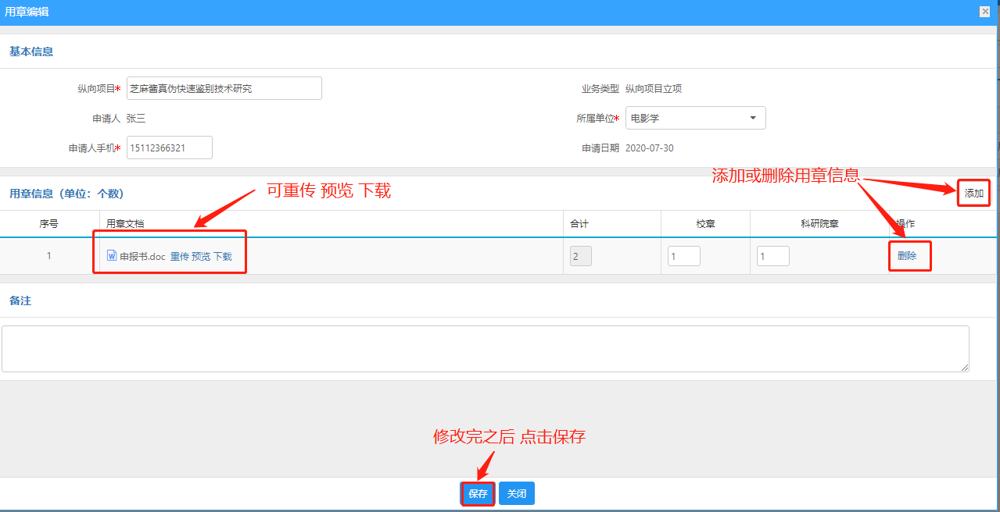 用章编辑
基本信息
纵向项目* 芝麻酱真伪快速鉴别技术研究 业务类型 纵向项目立项
申请人 张三 所属单位* 电影学
申请人手机* 15112366321 申请日期 2020-07-30
添加或删除用章信息
用章信息（单位：个数） 可重传 预览 下载 添加
序号 用章文档 合计 校章 科研院章 操作
1 申报书.doc 重传 预览 下载 2 1 1 删除
备注
修改完之后 点击保存
保存 关闭